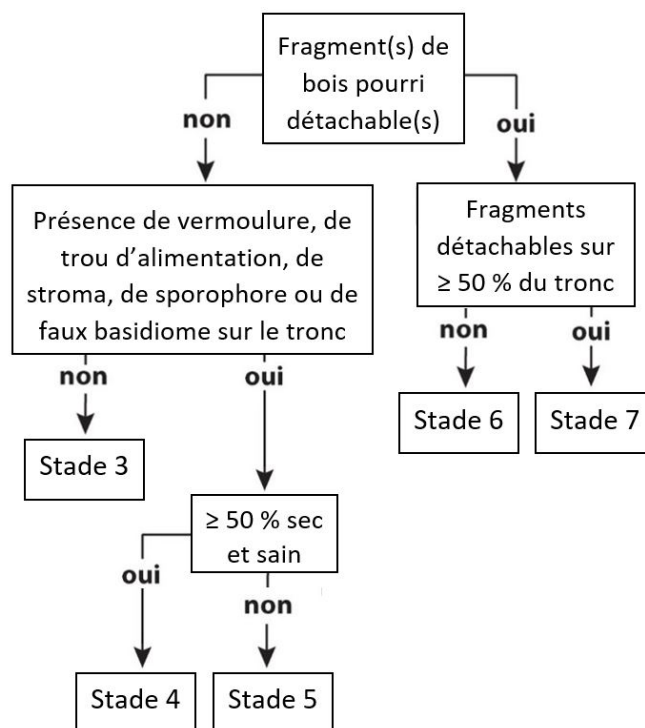 Fragment(s) de
bois pourri
détachable(s)
non
oui
Présence de vermoulure, de
trou d'alimentation, de
stroma, de sporophore ou de
faux basidiome sur le tronc
Fragments
détachables sur
≥ 50 % du tronc
non
oui
non
oui
Stade 3
Stade 6
Stade 7
≥ 50 % sec
et sain
oui
non
Stade 4
Stade 5